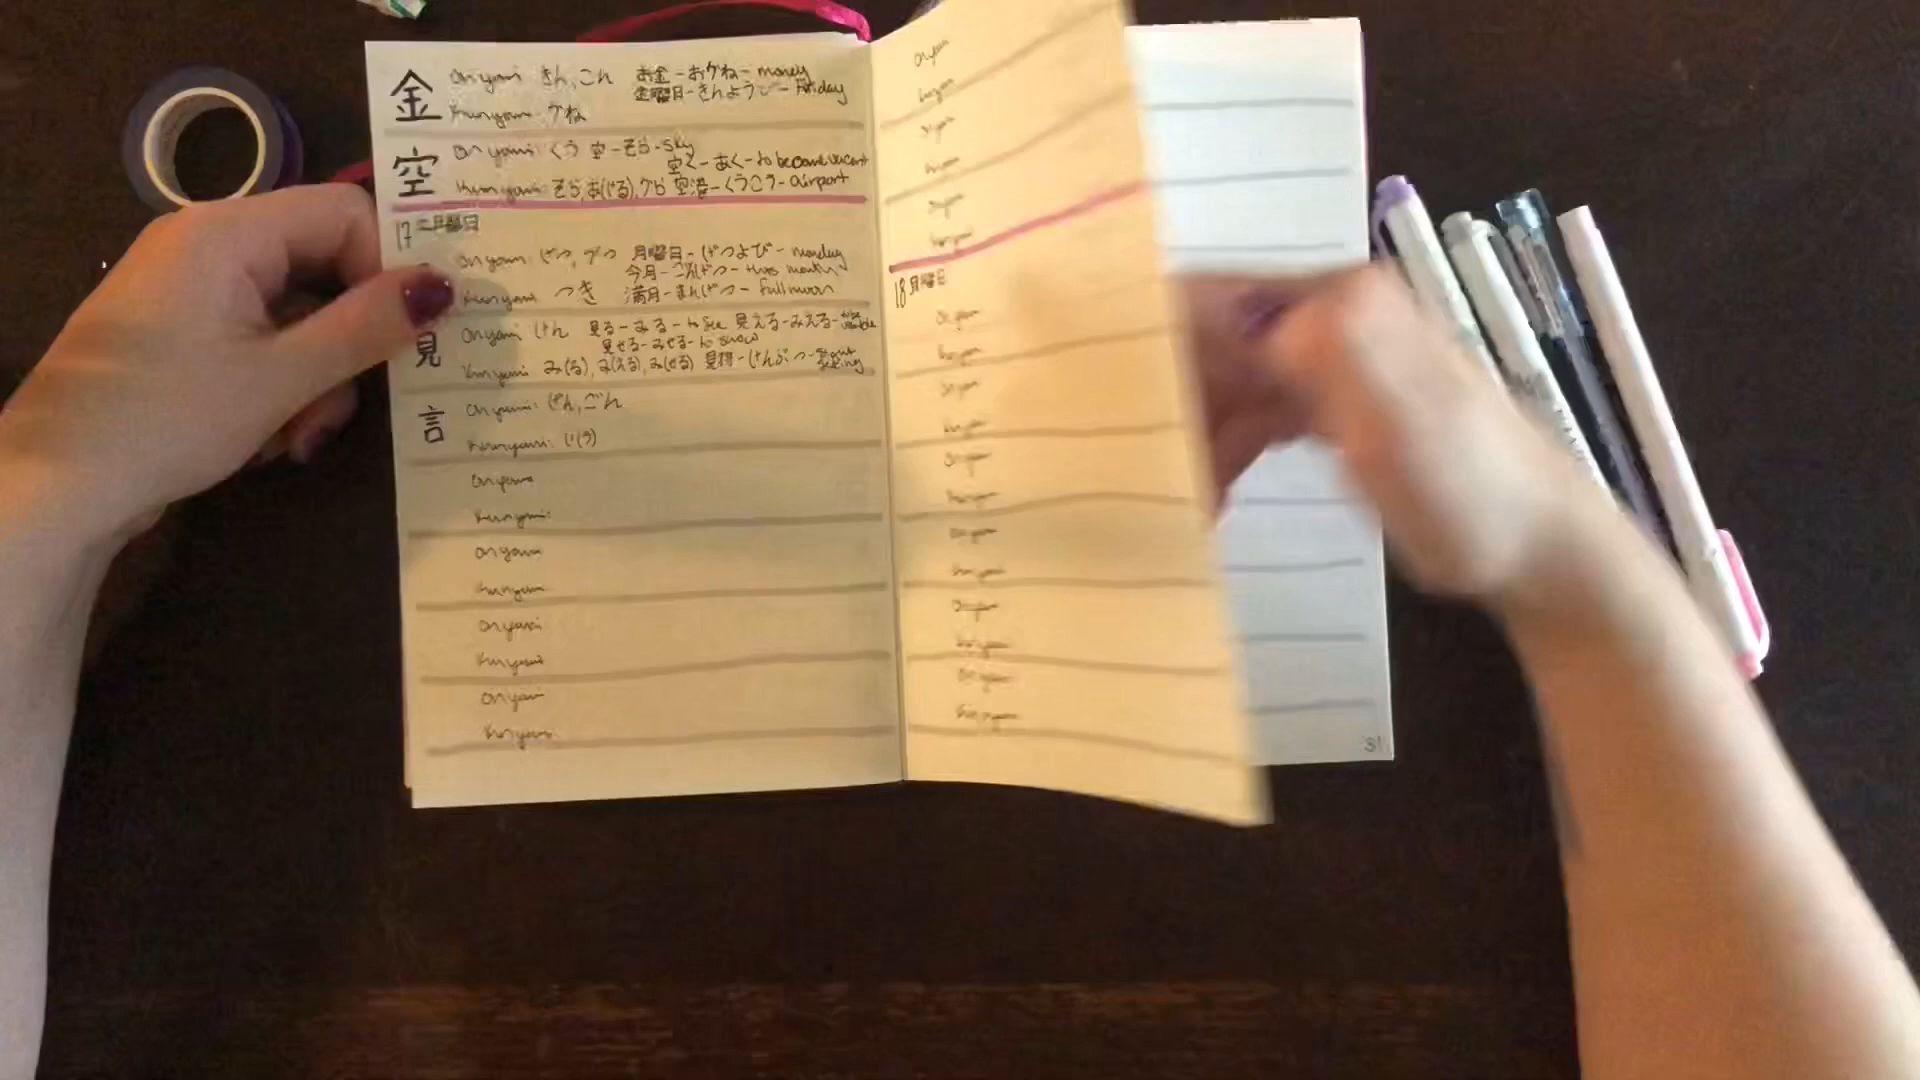 金 onyomi きん, こん お金-おかね-money
金曜日-きんようび-Friday
kunyomi かね
空 onyomi くう 空-そら-sky
空く-あく-to become vacant
kunyomi: そら, あ(ける), から 空港-くうこう-airport
17 日曜日
onyomi: げつ, がつ 月曜日-げつよび-monday
今月-こんげつ-this month
kunyomi つき 満月-まんげつ-full moon
見 onyomi けん 見る-みる-to see 見える-みえる-to be visible
見せる-みせる-to show
kunyomi み(る), み(える), み(せる) 見物-けんぶつ-sight seeing
言 onyomi: げん, ごん
kunyomi: い(う)
onyomi
kunyomi:
onyomi
kunyomi
onyomi
kunyomi
onyomi
kunyomi:
onyomi
kunyomi
onyomi
kunyomi
onyomi
kunyomi
18 月曜日
onyomi
kunyomi
onyomi
kunyomi
onyomi
kunyomi
onyomi
kunyomi
onyomi
kunyomi
onyomi
kunyomi
31